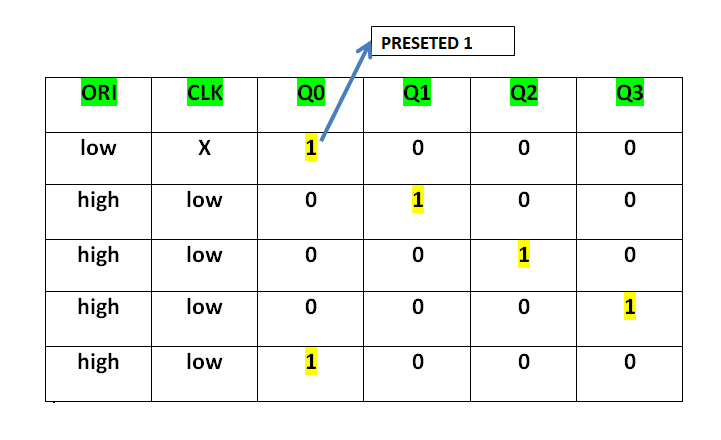 PRESETED 1
ORI CLK Q0 Q1 Q2 Q3
low X 1 0 0 0
high low 0 1 0 0
high low 0 0 1 0
high low 0 0 0 1
high low 1 0 0 0